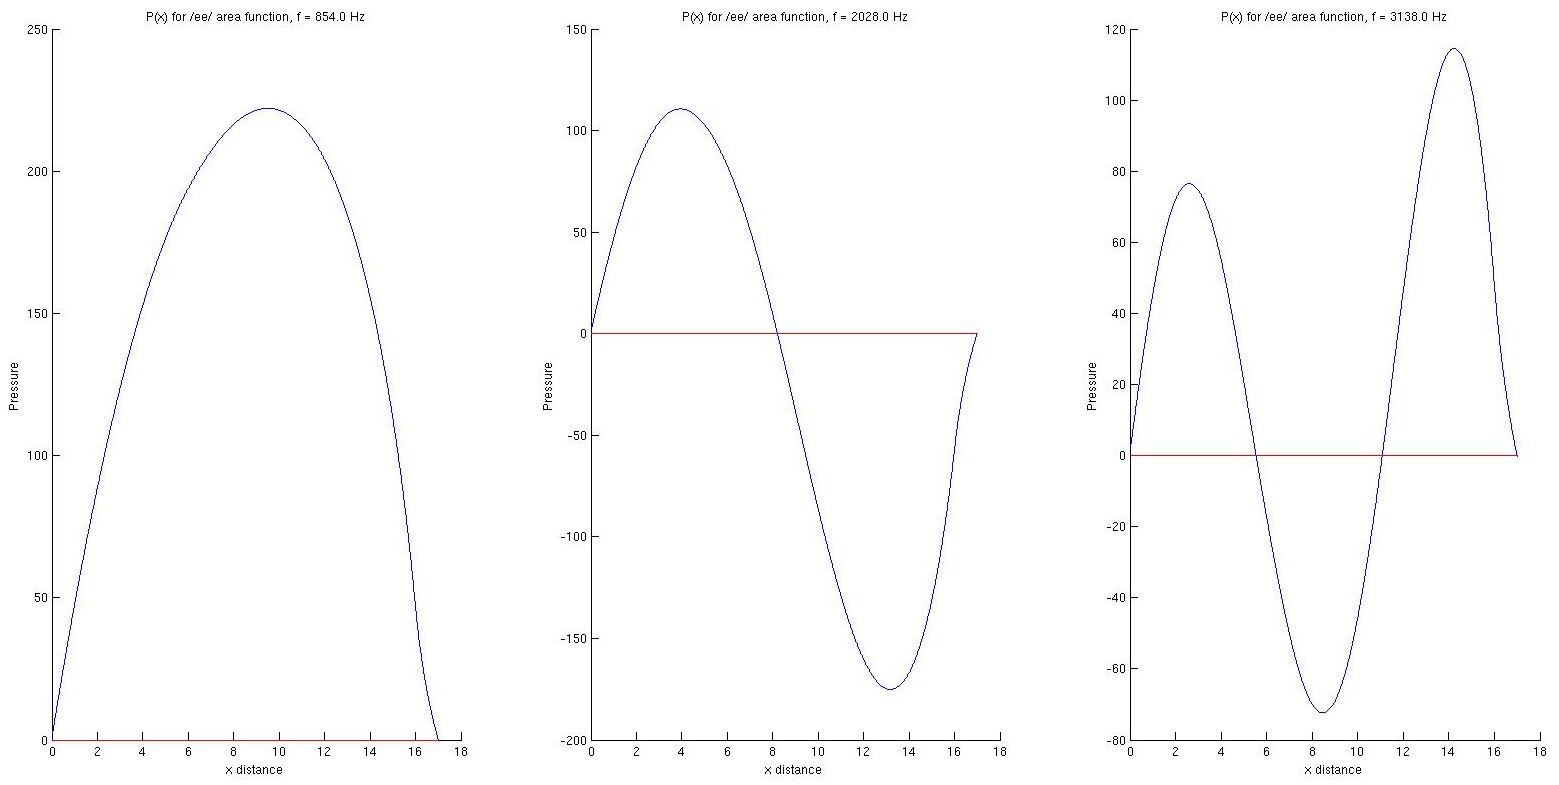 P(x) for /ee/ area function, f = 854.0 Hz
250
200
150
100
50
0
Pressure
0 2 4 6 8 10 12 14 16 18
x distance
P(x) for /ee/ area function, f = 2028.0 Hz
150
100
50
0
-50
-100
-150
-200
Pressure
0 2 4 6 8 10 12 14 16 18
x distance
P(x) for /ee/ area function, f = 3138.0 Hz
120
100
80
60
40
20
0
-20
-40
-60
-80
Pressure
0 2 4 6 8 10 12 14 16 18
x distance